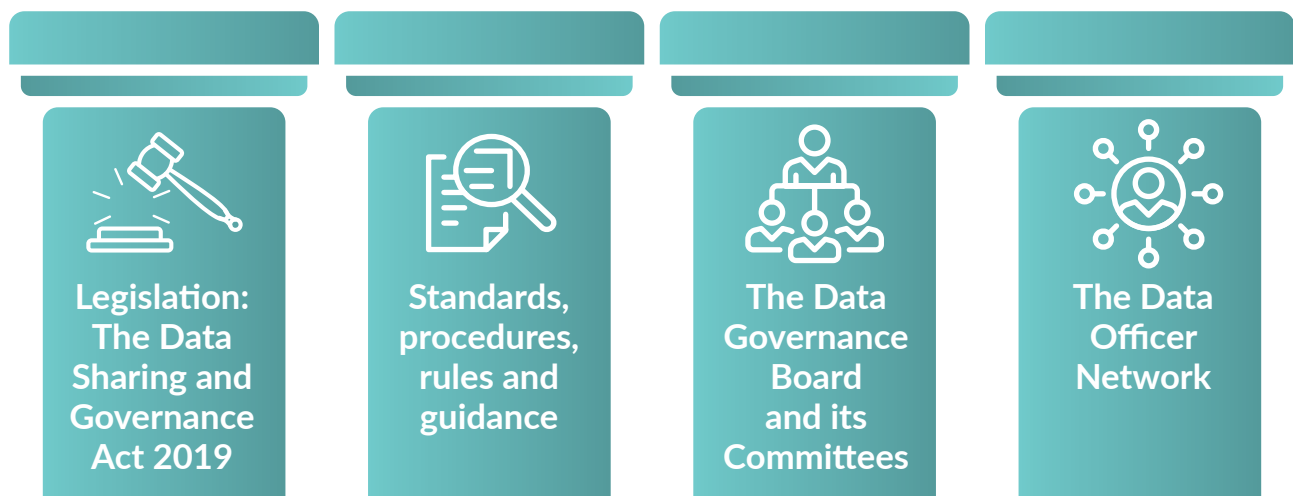 Legislation:
The Data
Sharing and
Governance
Act 2019
Standards,
procedures,
rules and
guidance
The Data
Governance
Board
and its
Committees
The Data
Officer
Network